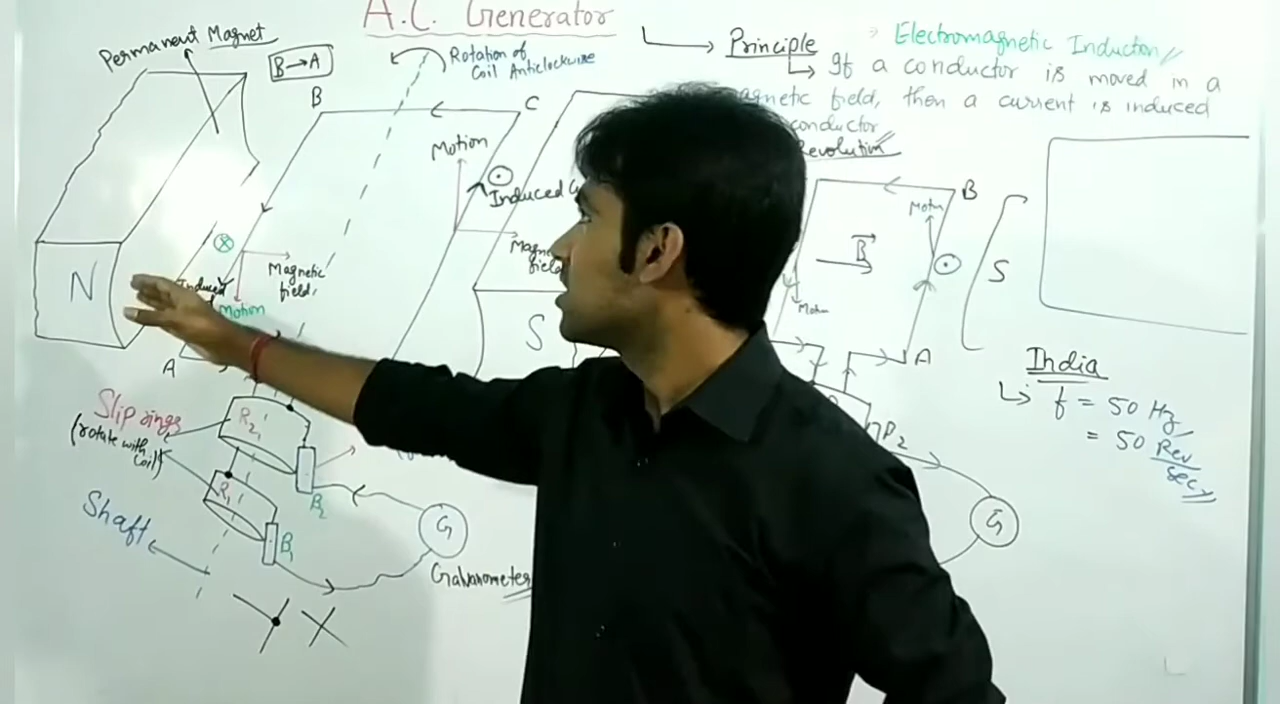 A.C. Generator
Permanent Magnet
B→A
Rotation of
Coil Anticlockwise
Principle
Electromagnetic Induction
If a conductor is moved in a
magnetic field, then a current is induced
conductor
Revolution
B
C
Motion
Induced
Magnetic
field
N
Magnetic
field,
Induced
Motion
A
S
B
Motion
B
S
A
India
f = 50 Hz
= 50 Rev
sec
Slip rings
(rotate with
coil)
R2
R1
B2
B1
Shaft
G
Galvanometer
P2
G